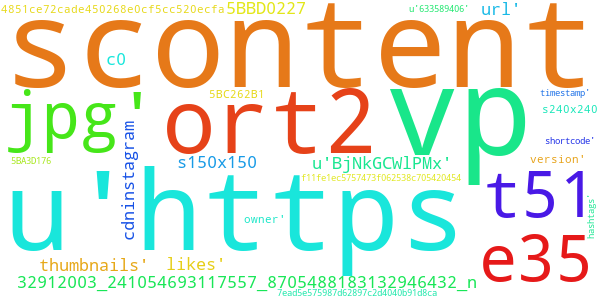 4851ce72cade450268e0cf5cc520ecfa 5BBD0227 u'633589406' url'
scontent
c0
5BC262B1 timestamp'
jpg' ort2 vp s240x240
cdninstagram
shortcode'
5BA3D176 s150x150 u'BjNkGCWlPMx' version'
f11fe1ec5757473f062538c705420454
u'https t51
hashtags'
owner'
thumbnails' likes' e35
32912003_241054693117557_8705488183132946432_n
7ead5e575987d62897c2d4040b91d8ca